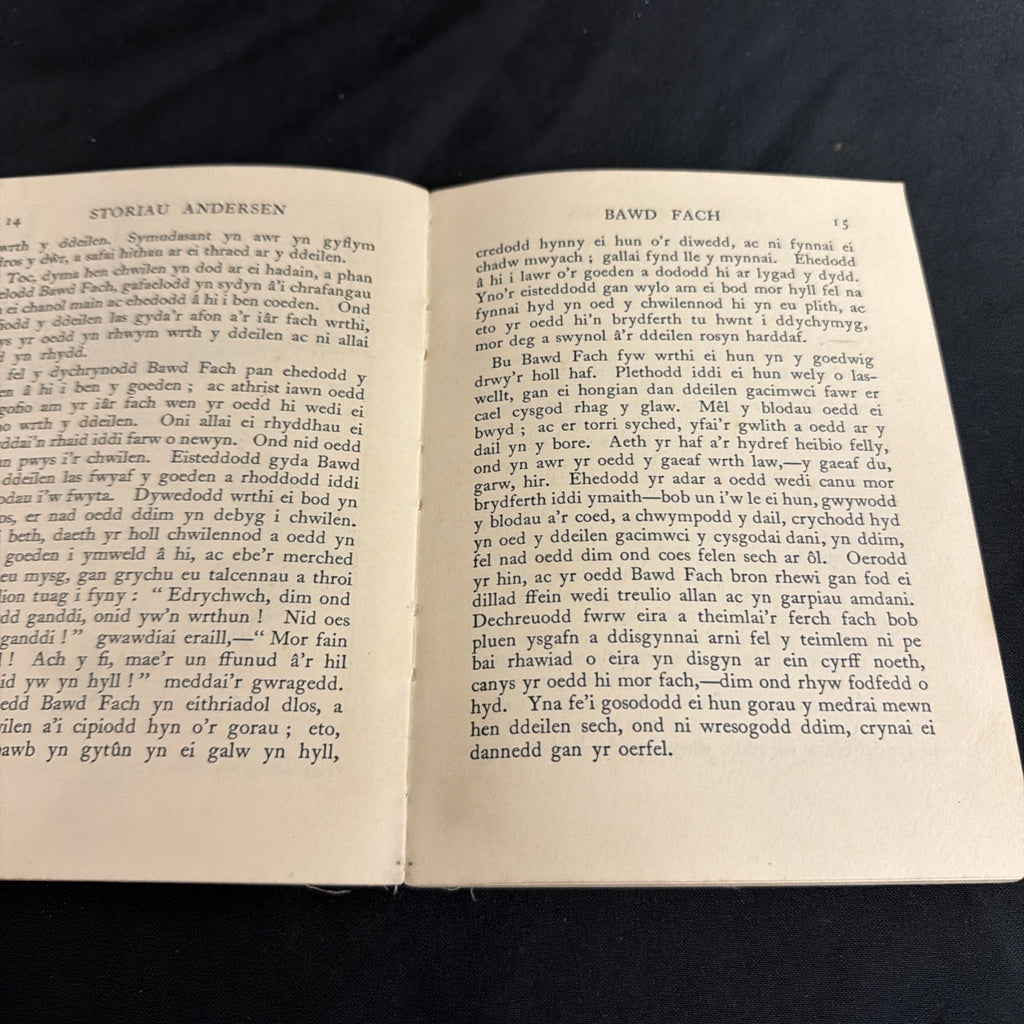 14
STORIAU ANDERSEN
wrth y ddeilen. Symudasant yn awr yn gyflym
dros y dŵr, a safai hithau ar ei thraed ar y ddeilen.
Toc, dyma hen chwilen yn dod ar ei hadain, a phan
Bawd Fach, gafaelodd yn sydyn â'i chrafangau
ei chanol main ac ehedodd â hi i ben coeden. Ond
y ddeilen las gyda'r afon a'r iâr fach wrthi,
yr oedd yn rhwym wrth y ddeilen ac ni allai
yn rhydd.
fel y dychrynodd Bawd Fach pan ehedodd y
â hi i ben y goeden; ac athrist iawn oedd
gofio am yr iâr fach wen yr oedd hi wedi ei
wrth y ddeilen. Oni allai ei rhyddhau ei
rhaid iddi farw o newyn. Ond nid oedd
pwys i'r chwilen. Eisteddodd gyda Bawd
ddeilen las fwyaf y goeden a rhoddodd iddi
i'w fwyta. Dywedodd wrthi ei bod yn
er nad oedd ddim yn debyg i chwilen.
beth, daeth yr holl chwilennod a oedd yn
goeden i ymweld â hi, ac ebe'r merched
eu mysg, gan grychu eu talcennau a throi
tuag i fyny: “ Edrychwch, dim ond
ganddi, onid yw'n wrthun! Nid oes
ganddi!” gwawdiai eraill,—“ Mor fain
! Ach y fi, mae'r un ffunud â'r hil
yw yn hyll!” meddai'r gwragedd.
Bawd Fach yn eithriadol dlos, a
a'i cipiodd hyn o'r gorau; eto,
yn gytûn yn ei galw yn hyll,
BAWD FACH
15
credodd hynny ei hun o'r diwedd, ac ni fynnai ei
chadw mwyach; gallai fynd lle y mynnai. Ehedodd
â hi i lawr o'r goeden a dododd hi ar lygad y dydd.
Yno'r eisteddodd gan wylo am ei bod mor hyll fel na
fynnai hyd yn oed y chwilennod hi yn eu plith, ac
eto yr oedd hi'n brydferth tu hwnt i ddychymyg,
mor deg a swynol â'r ddeilen rosyn harddaf.
Bu Bawd Fach fyw wrthi ei hun yn y goedwig
drwy'r holl haf. Plethodd iddi ei hun wely o las-
wellt, gan ei hongian dan ddeilen gacimwci fawr er
cael cysgod rhag y glaw. Mêl y blodau oedd ei
bwyd; ac er torri syched, yfai'r gwlith a oedd ar y
dail yn y bore. Aeth yr haf a'r hydref heibio felly,
ond yn awr yr oedd y gaeaf wrth law,—y gaeaf du,
garw, hir. Ehedodd yr adar a oedd wedi canu mor
brydferth iddi ymaith—bob un i'w le ei hun, gwywodd
y blodau a'r coed, a chwympodd y dail, crychodd hyd
yn oed y ddeilen gacimwci y cysgodai dani, yn ddim,
fel nad oedd dim ond coes felen sech ar ôl. Oerodd
yr hin, ac yr oedd Bawd Fach bron rhewi gan fod ei
dillad ffein wedi treulio allan ac yn garpiau amdani.
Dechreuodd fwrw eira a theimlai'r ferch fach bob
pluen ysgafn a ddisgynnai arni fel y teimlem ni pe
bai rhawiad o eira yn disgyn ar ein cyrff noeth,
canys yr oedd hi mor fach,—dim ond rhyw fodfedd o
hyd. Yna fe'i gosododd ei hun gorau y medrai mewn
hen ddeilen sech, ond ni wresogodd ddim, crynai ei
dannedd gan yr oerfel.